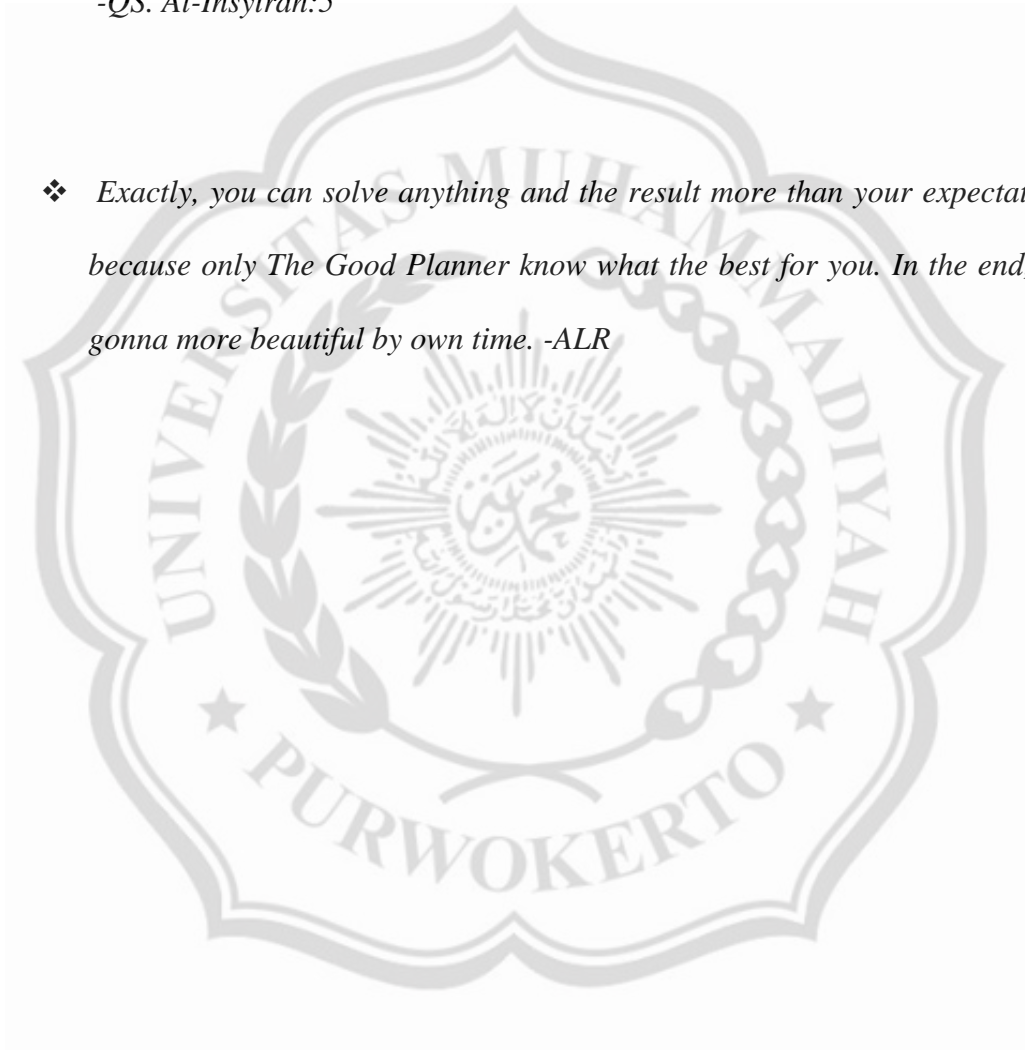 -QS. Al-Insyirah:5
❖ Exactly, you can solve anything and the result more than your expectat
because only The Good Planner know what the best for you. In the end,
gonna more beautiful by own time. -ALR
UNIVERSITAS MUHAMMADIYAH
PURWOKERTO